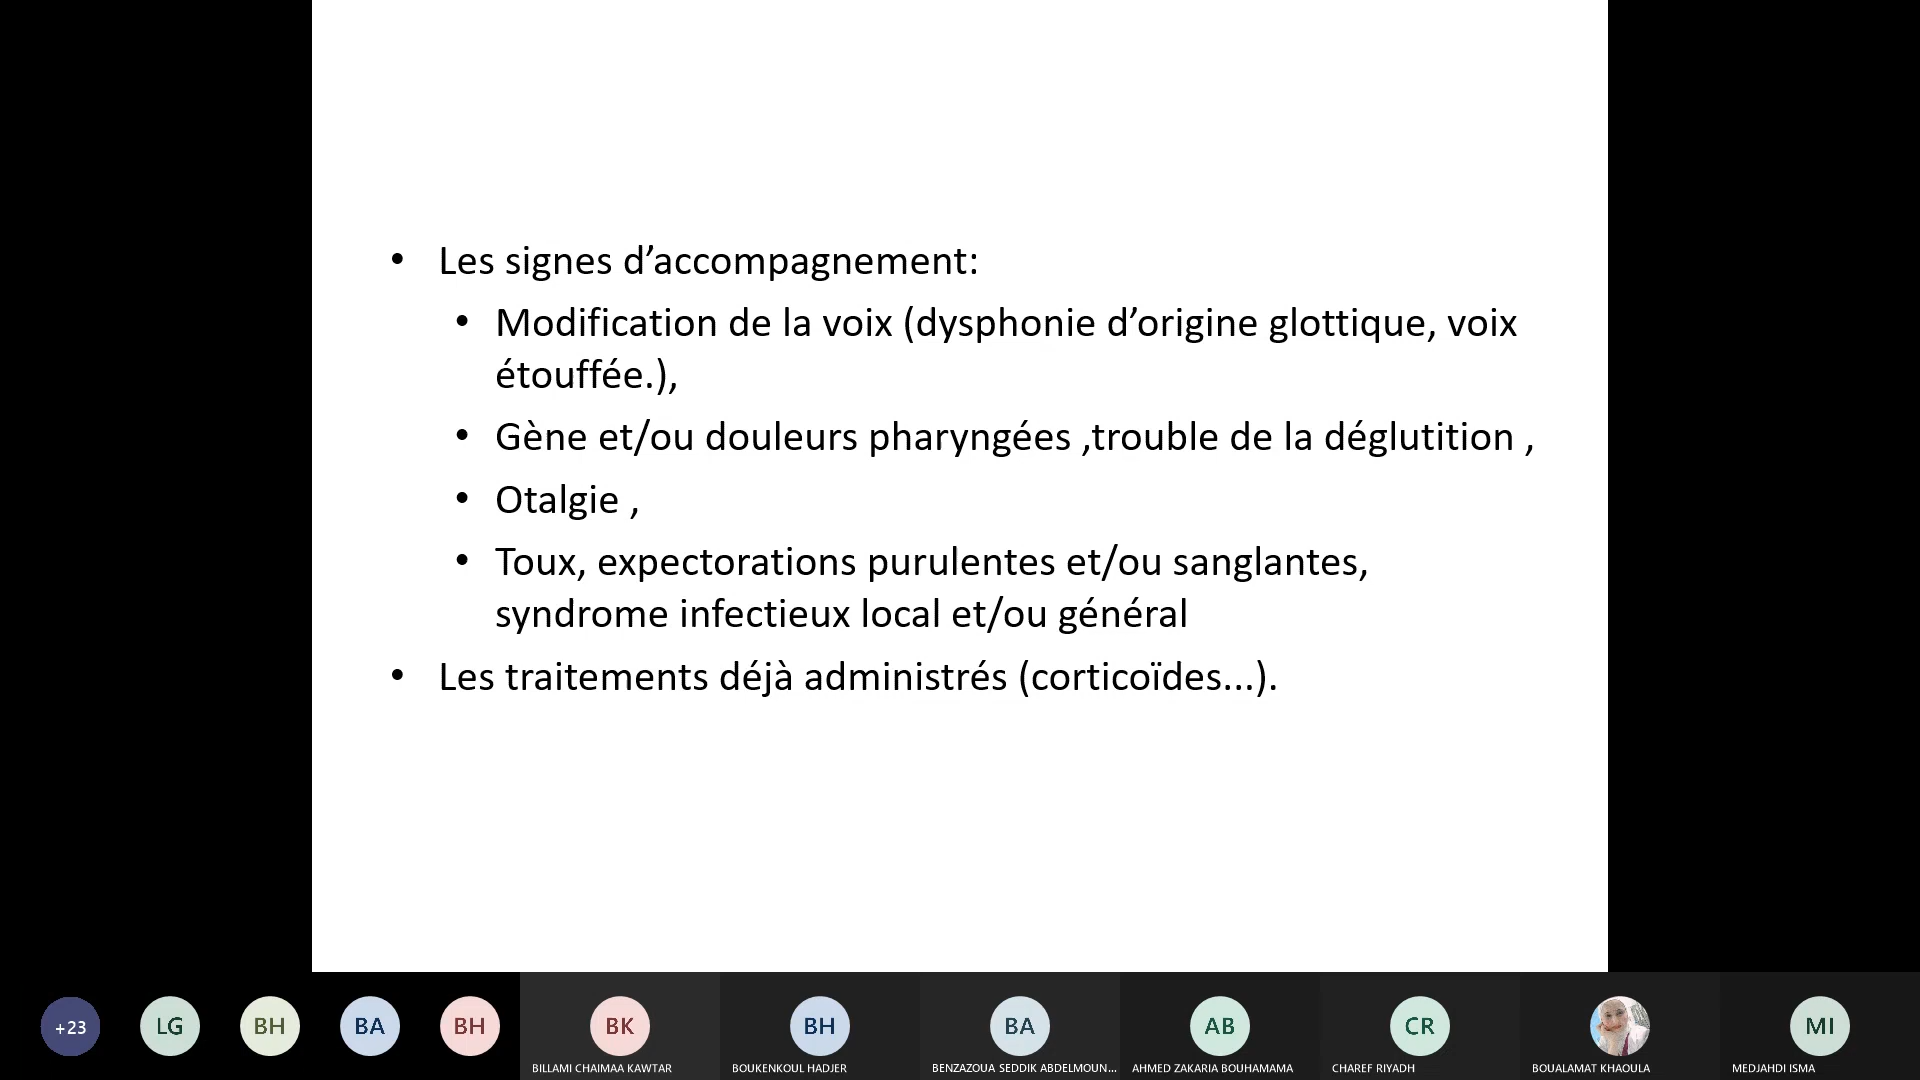 • Les signes d’accompagnement:
• Modification de la voix (dysphonie d’origine glottique, voix
étouffée.),
• Gène et/ou douleurs pharyngées ,trouble de la déglutition ,
• Otalgie ,
• Toux, expectorations purulentes et/ou sanglantes,
syndrome infectieux local et/ou général
• Les traitements déjà administrés (corticoïdes...).
+23 LG BH BA BH BK BH BA AB CR MI
BILLAMI CHAIMAA KAWTAR BOUKENKOUL HADJER BENZAZOUA SEDDIK ABDELMOUN... AHMED ZAKARIA BOUHAMAMA CHAREF RIYADH BOUALAMAT KHAOULA MEDJAHDI ISMA